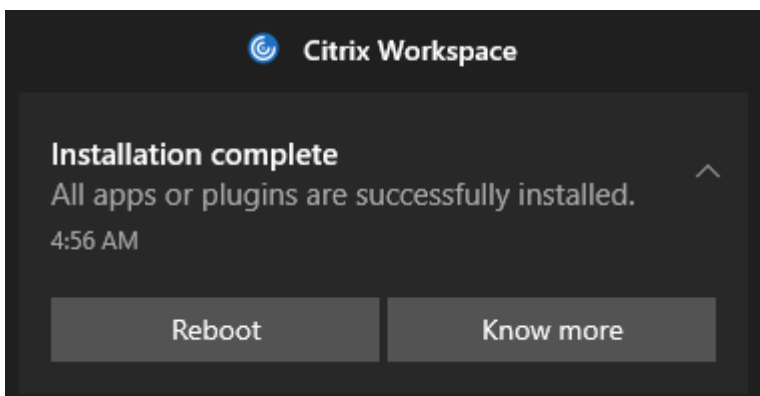 Citrix Workspace
Installation complete
All apps or plugins are successfully installed.
4:56 AM
Reboot
Know more